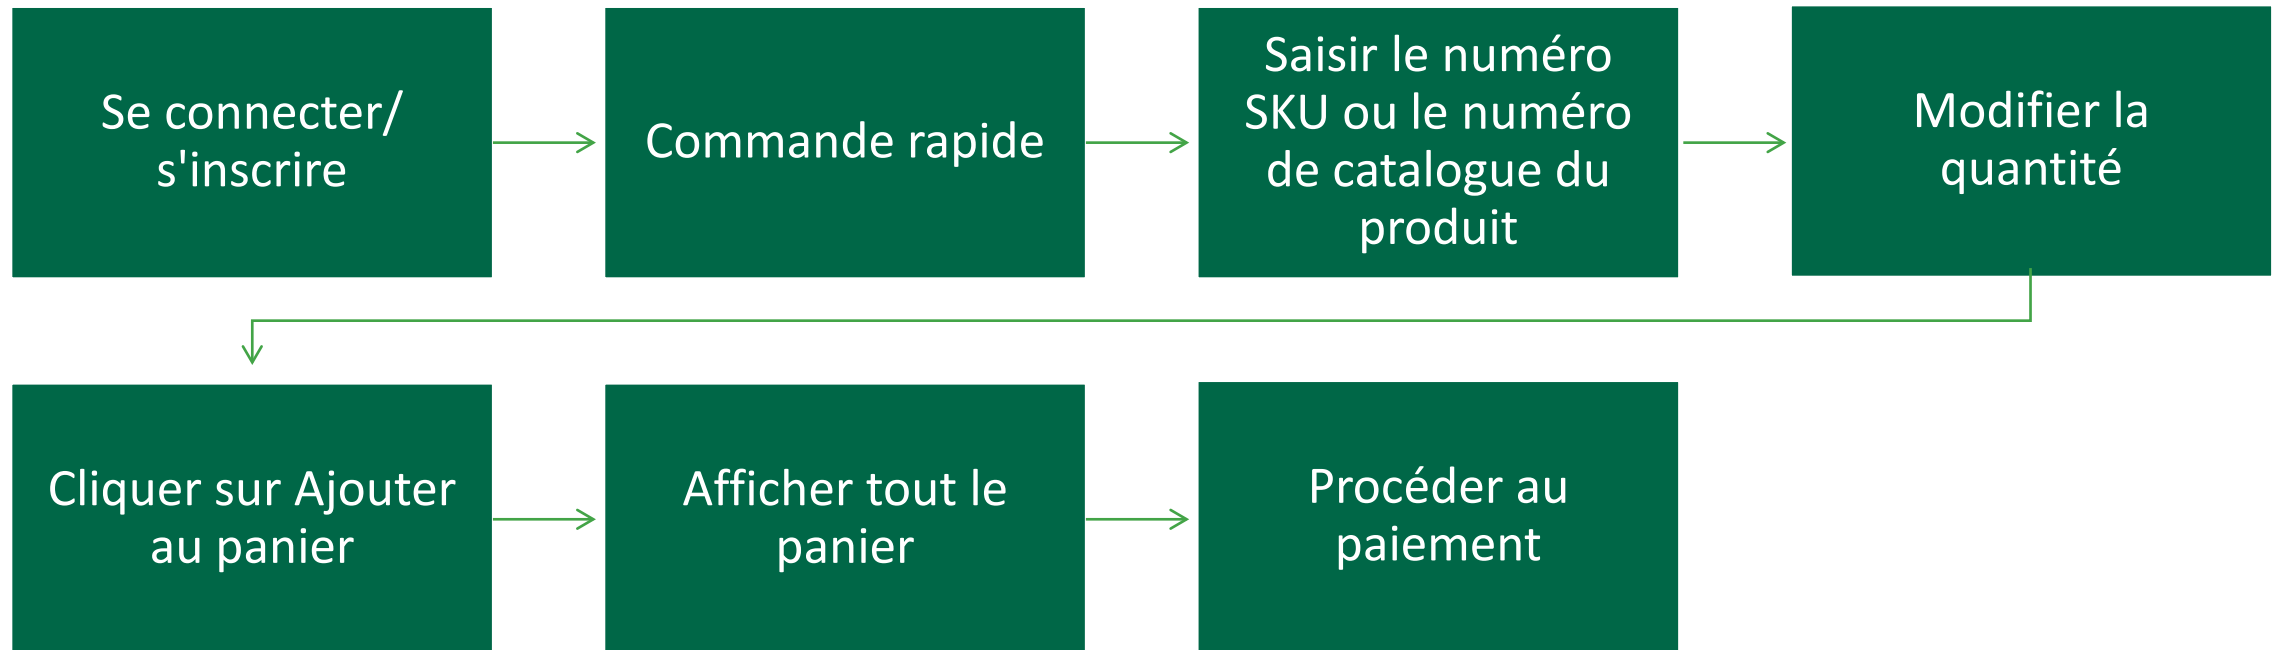 Se connecter/
s'inscrire
Commande rapide
Saisir le numéro
SKU ou le numéro
de catalogue du
produit
Modifier la
quantité
Cliquer sur Ajouter
au panier
Afficher tout le
panier
Procéder au
paiement